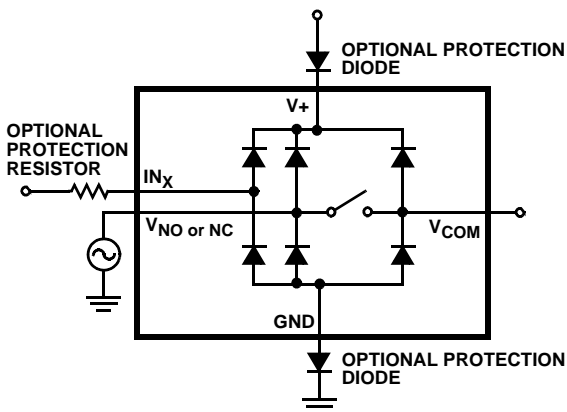 OPTIONAL PROTECTION
DIODE
V+
OPTIONAL
PROTECTION
RESISTOR
INX
VNO or NC
VCOM
GND
OPTIONAL PROTECTION
DIODE